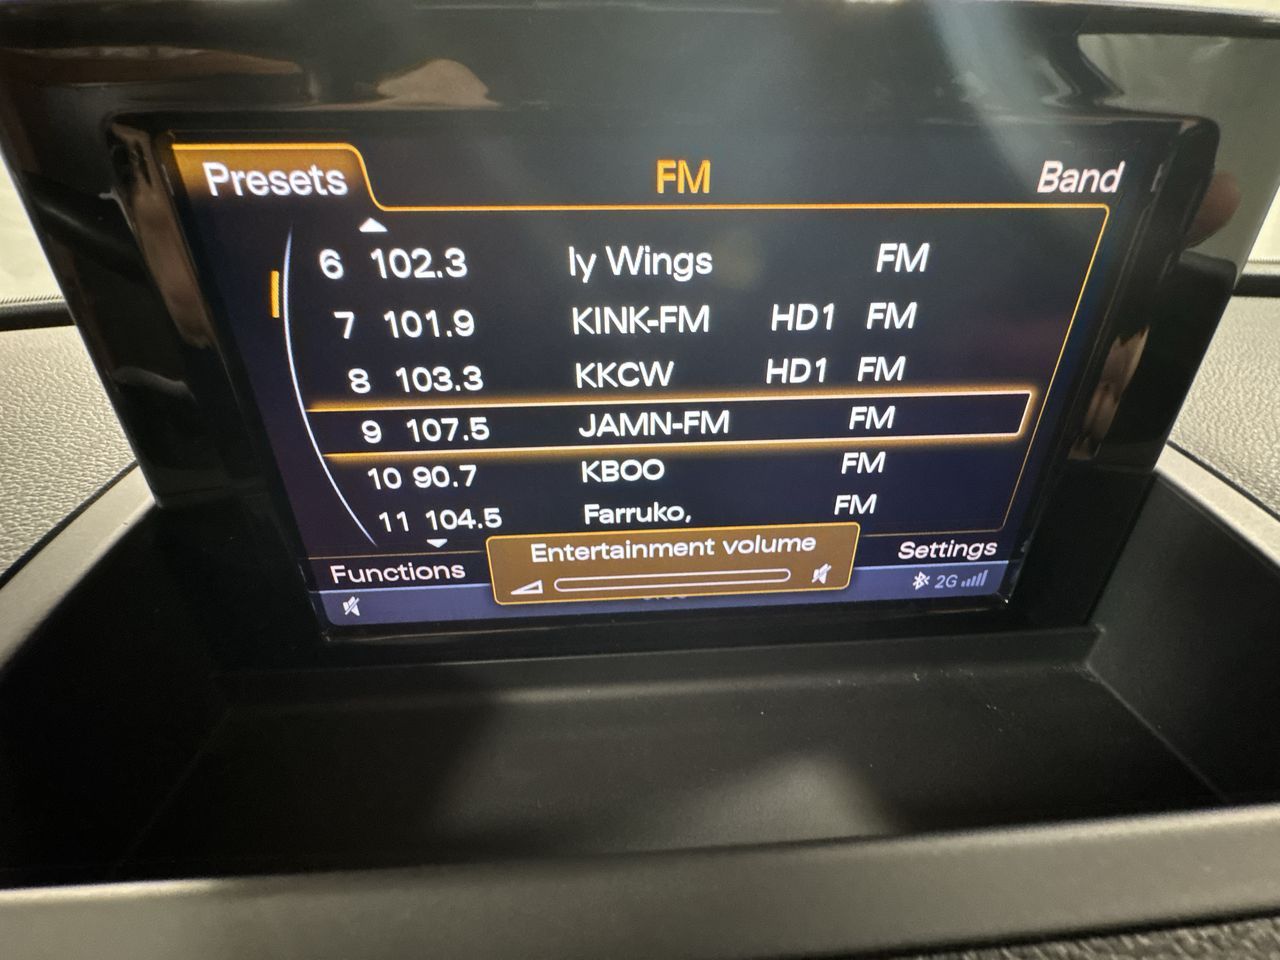 Presets FM Band
6 102.3 ly Wings FM
7 101.9 KINK-FM HD1 FM
8 103.3 KKCW HD1 FM
9 107.5 JAMN-FM FM
10 90.7 KBOO FM
11 104.5 Farruko, FM
Entertainment volume
Functions Settings
2G